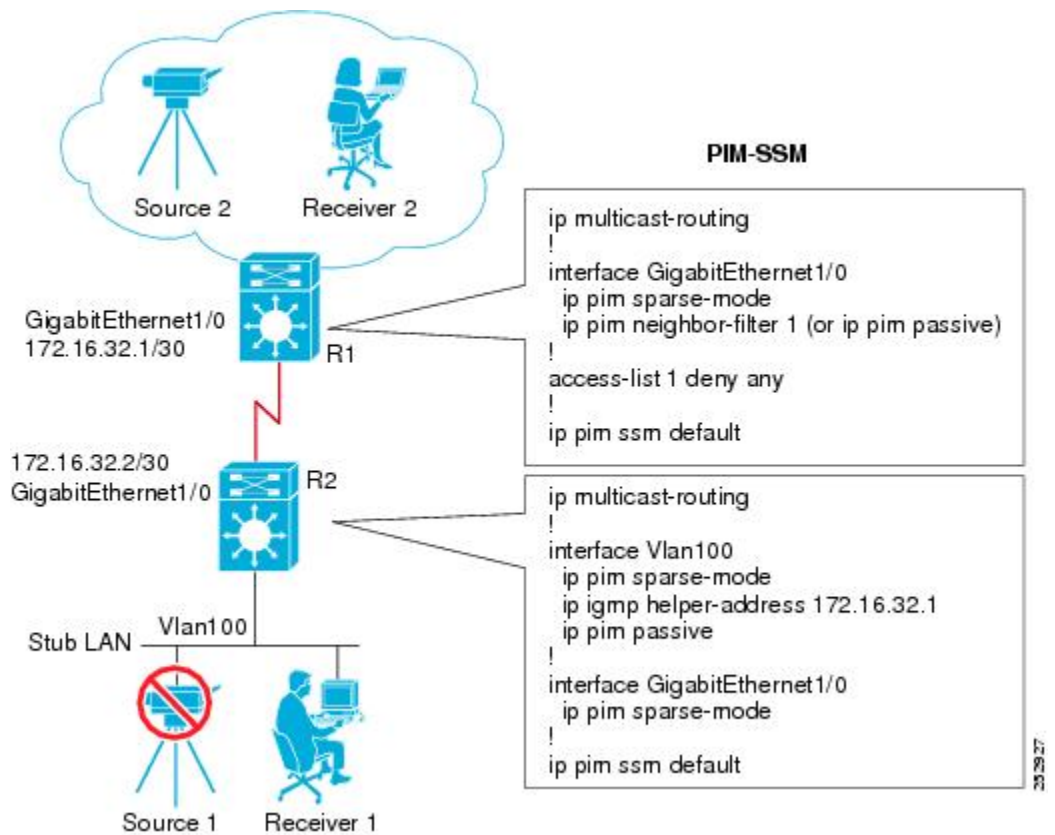 Source 2
Receiver 2
GigabitEthernet1/0
172.16.32.1/30
R1
172.16.32.2/30
GigabitEthernet1/0
R2
Stub LAN
Vlan100
Source 1
Receiver 1
PIM-SSM
ip multicast-routing
!
interface GigabitEthernet1/0
ip pim sparse-mode
ip pim neighbor-filter 1 (or ip pim passive)
!
access-list 1 deny any
!
ip pim ssm default
ip multicast-routing
!
interface Vlan100
ip pim sparse-mode
ip igmp helper-address 172.16.32.1
ip pim passive
!
interface GigabitEthernet1/0
ip pim sparse-mode
!
ip pim ssm default